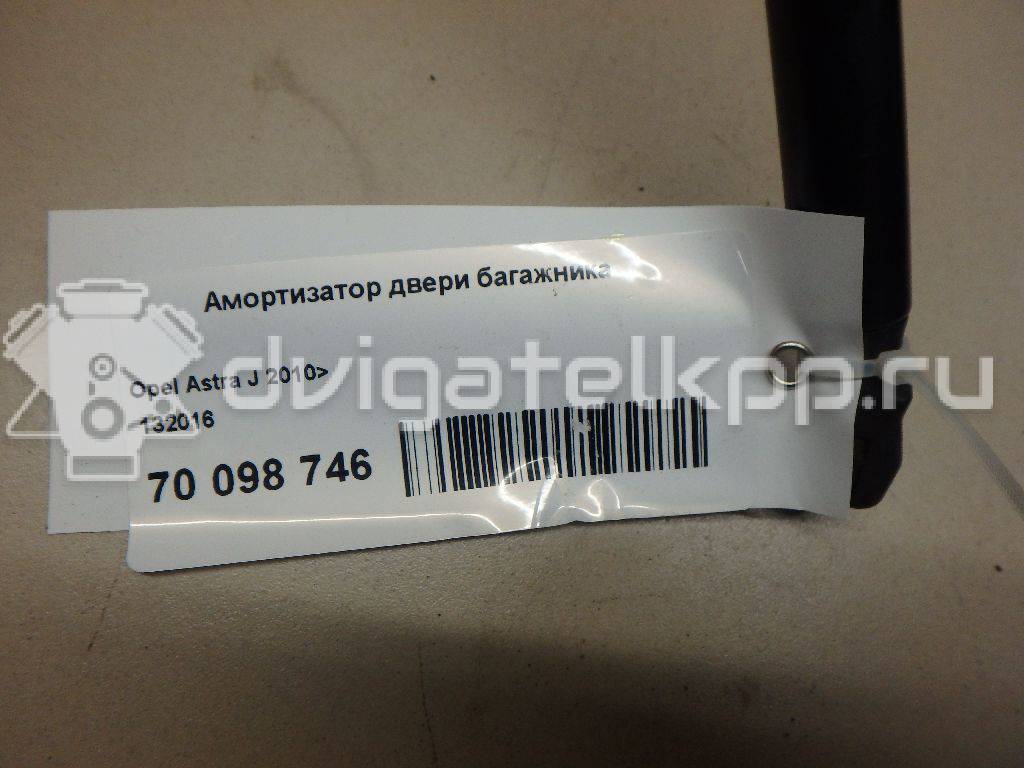 Амортизатор двери багажника
dvigatelkpp.ru
Opel Astra J 2010>
132016
70 098 746